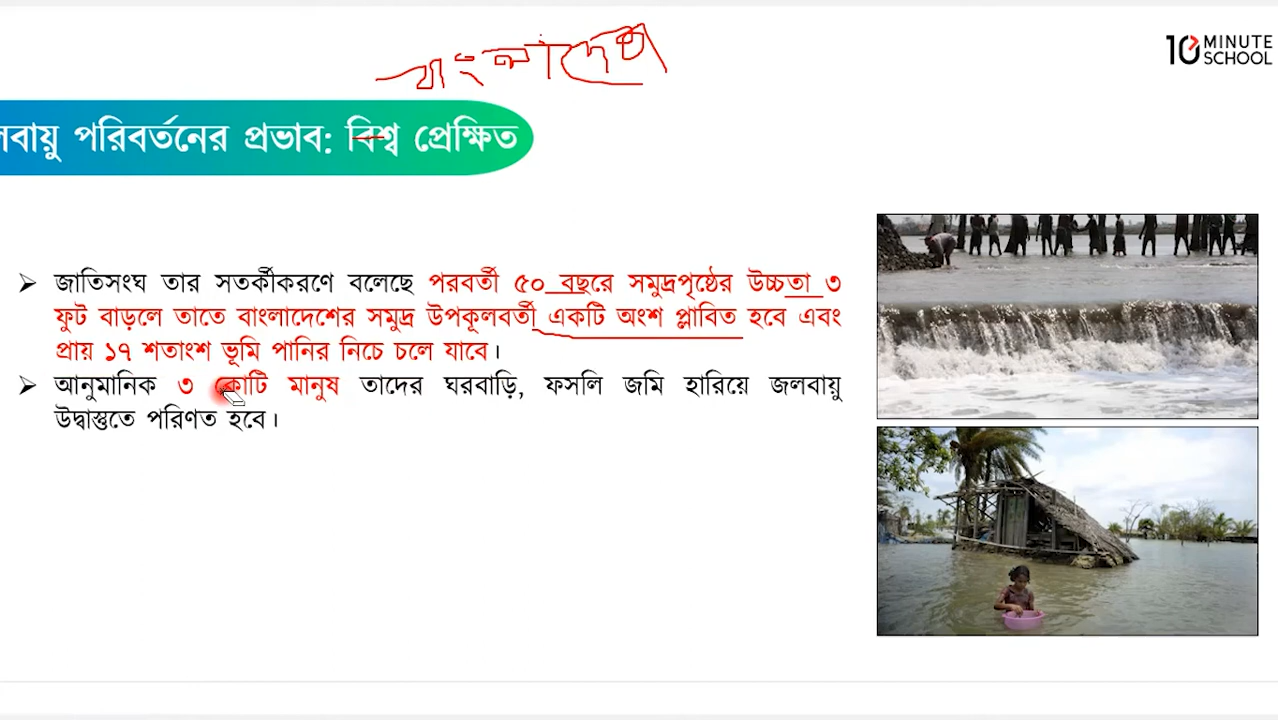 বাংলাদেশ
10 MINUTE
SCHOOL
লবায়ু পরিবর্তনের প্রভাব: বিশ্ব প্রেক্ষিত
➢ জাতিসংঘ তার সতর্কীকরণে বলেছে পরবর্তী ৫০ বছরে সমুদ্রপৃষ্ঠের উচ্চতা ৩
ফুট বাড়লে তাতে বাংলাদেশের সমুদ্র উপকূলবর্তী একটি অংশ প্লাবিত হবে এবং
প্রায় ১৭ শতাংশ ভূমি পানির নিচে চলে যাবে।
➢ আনুমানিক ৩ কোটি মানুষ তাদের ঘরবাড়ি, ফসলি জমি হারিয়ে জলবায়ু
উদ্বাস্তুতে পরিণত হবে।